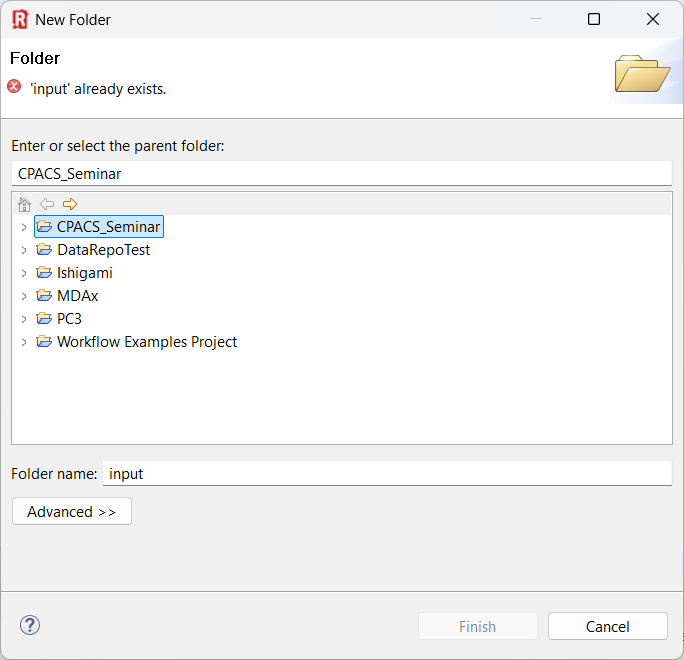 New Folder
Folder
'input' already exists.
Enter or select the parent folder:
CPACS_Seminar
CPACS_Seminar
DataRepoTest
Ishigami
MDAx
PC3
Workflow Examples Project
Folder name: input
Advanced >>
Finish Cancel